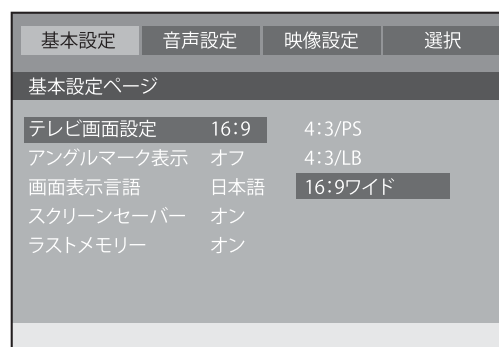 基本設定 音声設定 映像設定 選択
基本設定ページ
テレビ画面設定 16:9 4:3/PS
アングルマーク表示 オフ 4:3/LB
画面表示言語 日本語 16:9ワイド
スクリーンセーバー オン
ラストメモリー オン